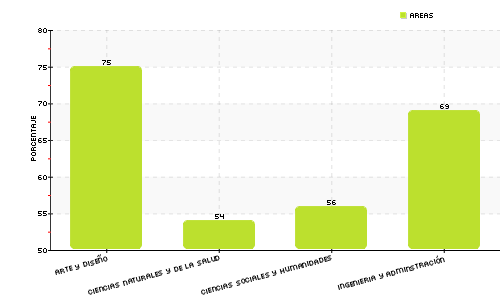 AREAS
80
75
70
65
60
55
50
PORCENTAJE
75
54
56
69
ARTE Y DISEÑO
CIENCIAS NATURALES Y DE LA SALUD
CIENCIAS SOCIALES Y HUMANIDADES
INGENIERIA Y ADMINSTRACIÓN